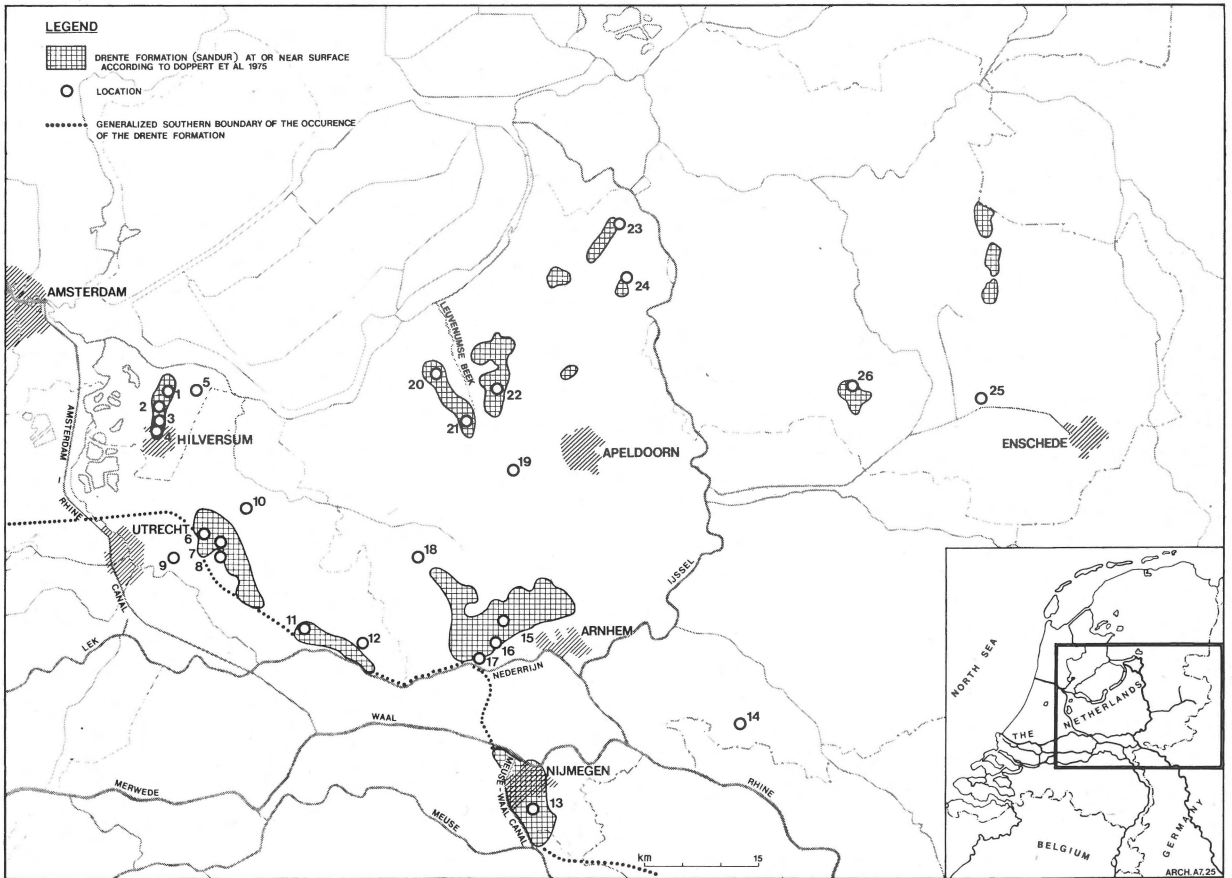 LEGEND
DRENTE FORMATION (SANDUR) AT OR NEAR SURFACE
ACCORDING TO DOPPERT ET AL 1975
LOCATION
GENERALIZED SOUTHERN BOUNDARY OF THE OCCURENCE
OF THE DRENTE FORMATION
23
24
AMSTERDAM
LEUVENUMSE BEEK
20
22
21
1
5
2
3
4
HILVERSUM
26
25
ENSCHEDE
APELDOORN
19
AMSTERDAM - RHINE CANAL
10
UTRECHT
6
7
8
9
18
IJSSEL
11
12
15
ARNHEM
16
17
LEK
NEDERRIJN
14
WAAL
NIJMEGEN
MEUSE-WAAL CANAL
13
RHINE
MERWEDE
MEUSE
km 15
NORTH SEA
THE NETHERLANDS
BELGIUM
GERMANY
ARCH.A7.25